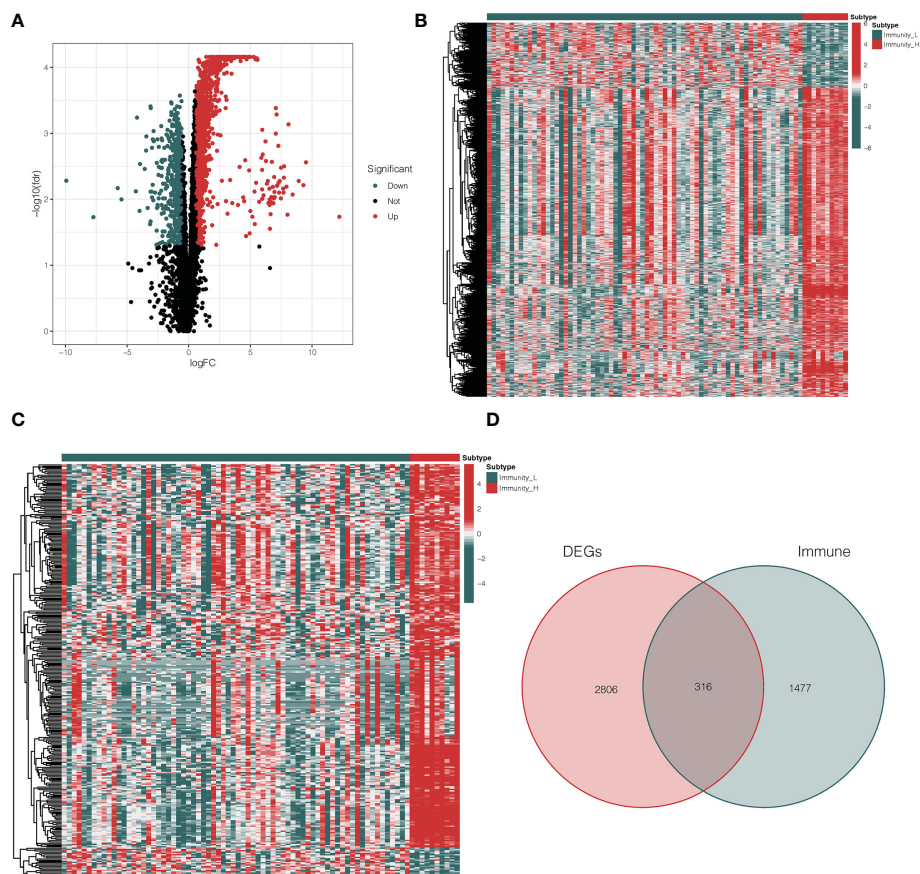 A
4
3
2
1
0
−10
−5
0
5
10
−log10(fdr)
logFC
Significant
Down
Not
Up
B
Subtype
6
4
2
0
−2
−4
−6
Subtype
Immunity_L
Immunity_H
C
Subtype
4
2
0
−2
−4
Subtype
Immunity_L
Immunity_H
D
DEGs
Immune
2806
316
1477